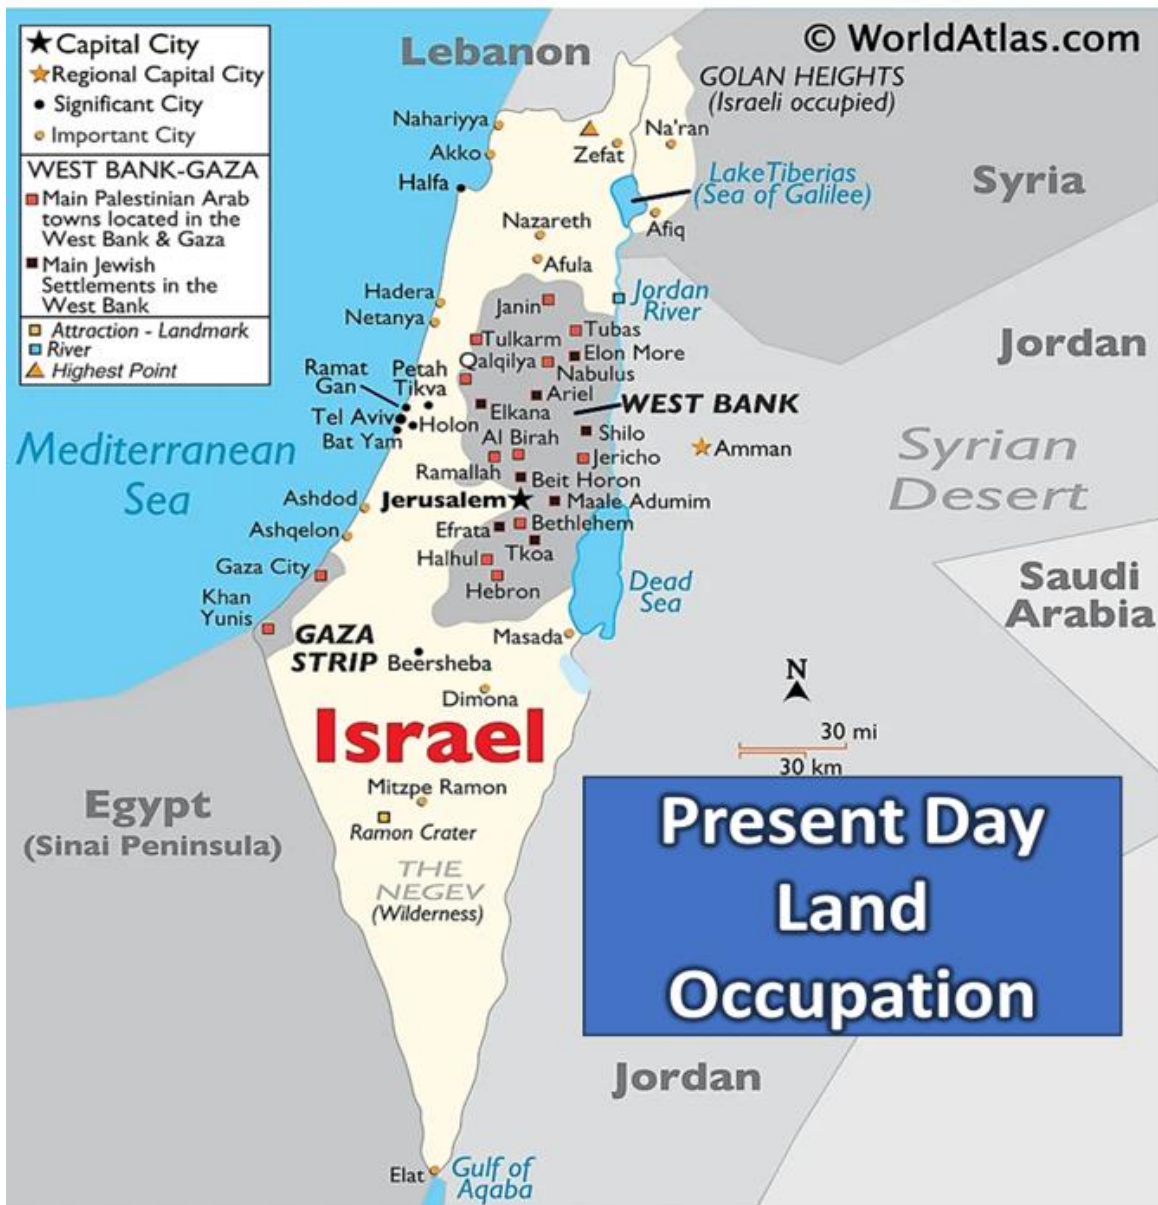 © WorldAtlas.com
Capital City
Regional Capital City
Significant City
Important City
WEST BANK-GAZA
Main Palestinian Arab
towns located in the
West Bank & Gaza
Main Jewish
Settlements in the
West Bank
Attraction - Landmark
River
Highest Point
Lebanon
GOLAN HEIGHTS
(Israeli occupied)
Nahariyya
Na'ran
Akko
Zefat
Halfa
Lake Tiberias
(Sea of Galilee)
Syria
Nazareth
Afiq
Afula
Hadera
Janin
Jordan
River
Netanya
Tulkarm
Tubas
Jordan
Elon More
Qalqilya
Nabulus
Ramat
Gan
Petah
Tikva
Ariel
Elkana
WEST BANK
Tel Aviv
Holon
Bat Yam
Al Birah
Shilo
Mediterranean
Sea
Ramallah
Jericho
Amman
Syrian
Desert
Beit Horon
Ashdod
Jerusalem
Maale Adumim
Ashqelon
Efrata
Bethlehem
Tkoa
Gaza City
Halhul
Hebron
Dead
Sea
Saudi
Arabia
Khan
Yunis
GAZA
STRIP
Masada
Beersheba
Dimona
N
Israel
30 mi
30 km
Mitzpe Ramon
Egypt
(Sinai Peninsula)
Ramon Crater
THE
NEGEV
(Wilderness)
Present Day
Land
Occupation
Jordan
Elat
Gulf of
Aqaba